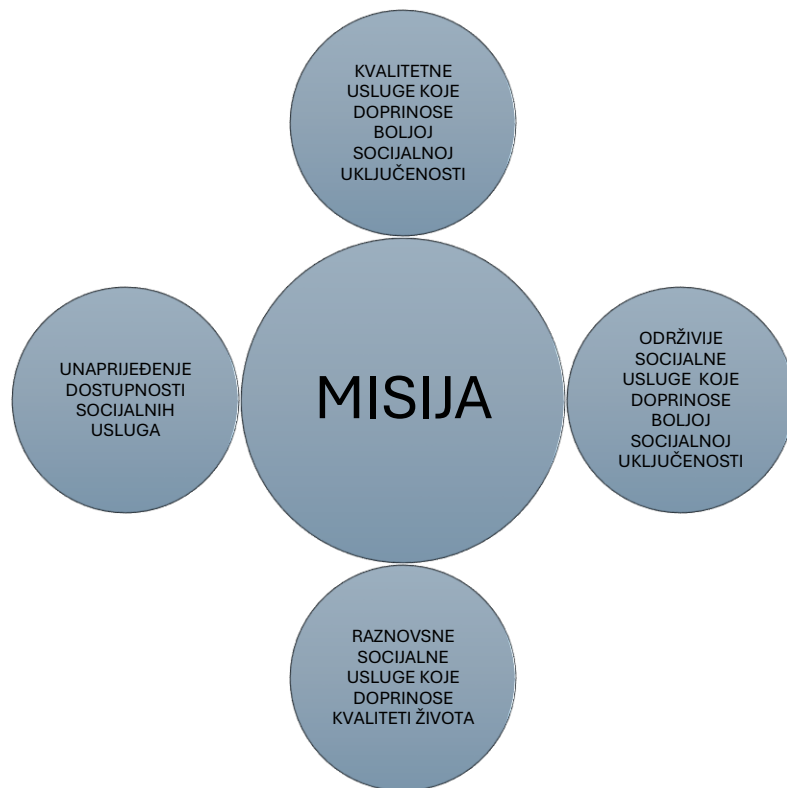 KVALITETNE
USLUGE KOJE
DOPRINOSE
BOLJOJ
SOCIJALNOJ
UKLJUČENOSTI
UNAPRIJEĐENJE
DOSTUPNOSTI
SOCIJALNIH
USLUGA
MISIJA
ODRŽIVIJE
SOCIJALNE
USLUGE KOJE
DOPRINOSE
BOLJOJ
SOCIJALNOJ
UKLJUČENOSTI
RAZNOVSNE
SOCIJALNE
USLUGE KOJE
DOPRINOSE
KVALITETI ŽIVOTA